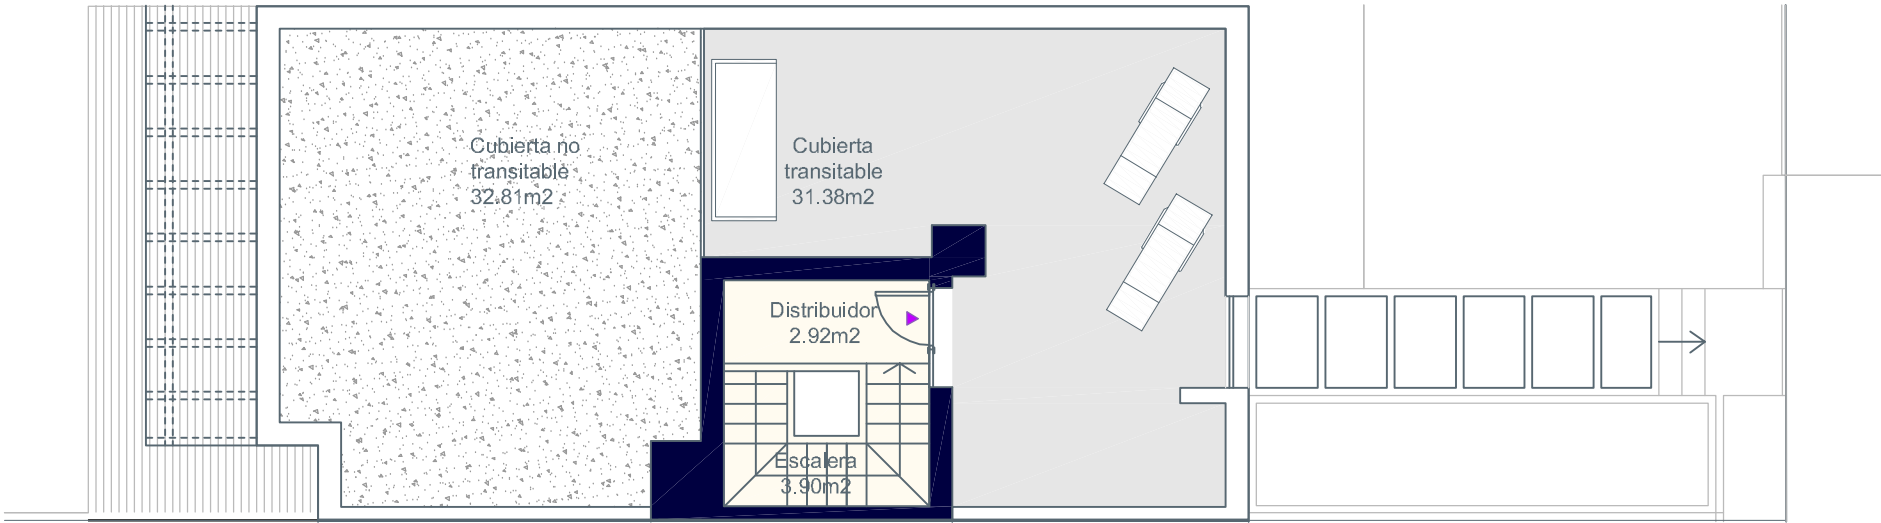 Cubierta no
transitable
32.81m2
Cubierta
transitable
31.38m2
Distribuidor
2.92m2
Escalera
3.90m2